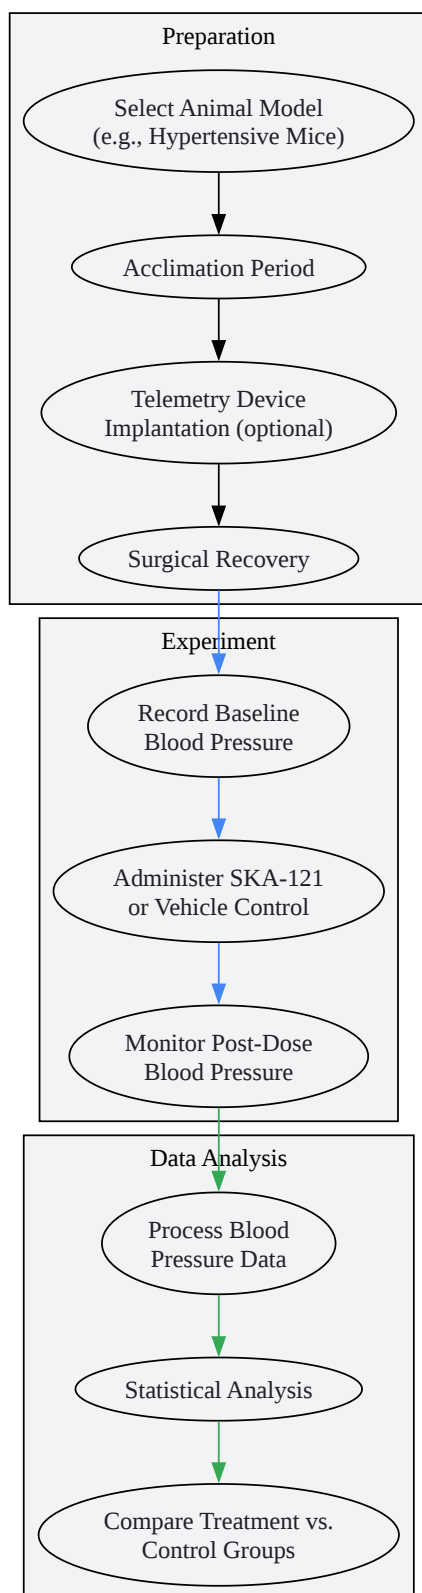 Preparation
Select Animal Model
(e.g., Hypertensive Mice)
Acclimation Period
Telemetry Device
Implantation (optional)
Surgical Recovery
Experiment
Record Baseline
Blood Pressure
Administer SKA-121
or Vehicle Control
Monitor Post-Dose
Blood Pressure
Data Analysis
Process Blood
Pressure Data
Statistical Analysis
Compare Treatment vs.
Control Groups